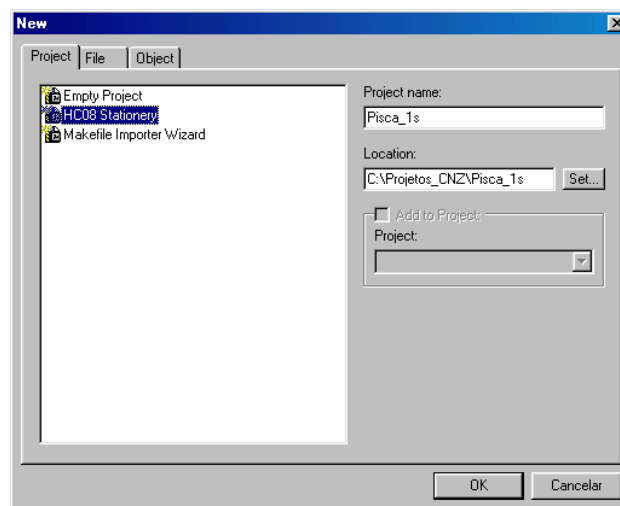 New
Project File Object
Empty Project
HC08 Stationery
Makefile Importer Wizard
Project name:
Pisca_1s
Location:
C:\Projetos_CNZ\Pisca_1s Set...
Add to Project:
Project:
OK Cancelar